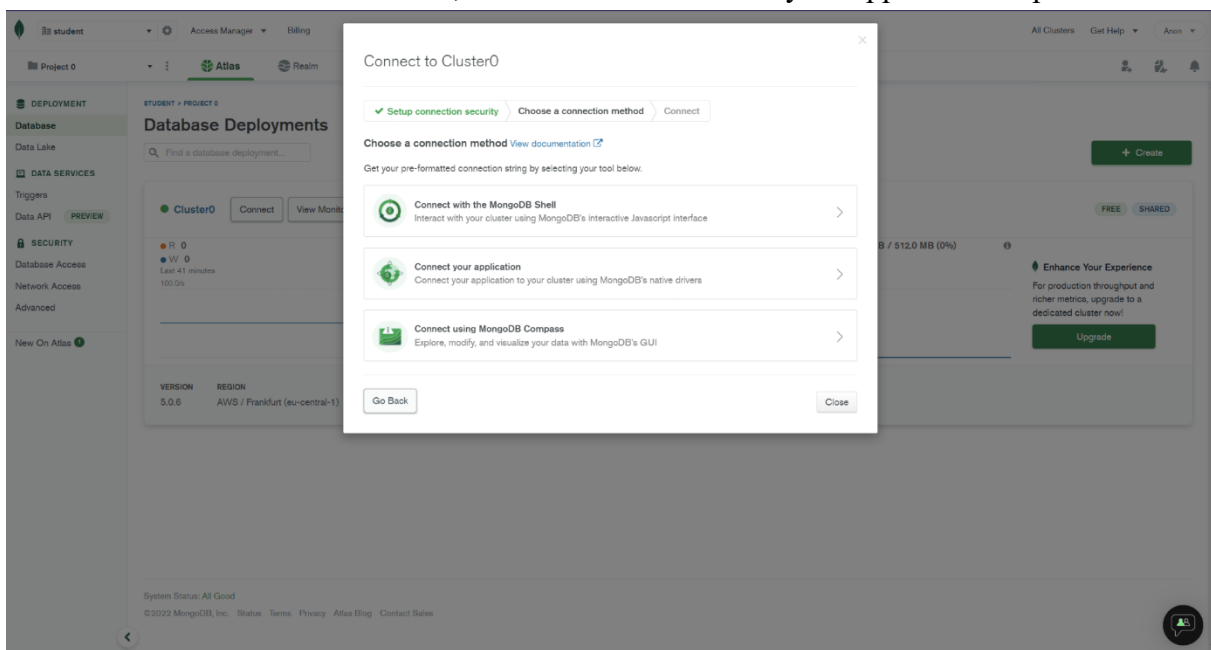 student
Access Manager
Billing
All Clusters
Get Help
Anon
Project 0
Atlas
Realm
DEPLOYMENT
Database
Data Lake
DATA SERVICES
Triggers
Data API PREVIEW
SECURITY
Database Access
Network Access
Advanced
New On Atlas
STUDENT > PROJECT 0
Database Deployments
Find a database deployment...
+ Create
Cluster0
Connect
View Monito
FREE
SHARED
R 0
W 0
Last 41 minutes
100.0/s
B / 512.0 MB (0%)
Enhance Your Experience
For production throughput and
richer metrics, upgrade to a
dedicated cluster now!
Upgrade
VERSION
REGION
5.0.6
AWS / Frankfurt (eu-central-1)
Connect to Cluster0
Setup connection security
Choose a connection method
Connect
Choose a connection method View documentation
Get your pre-formatted connection string by selecting your tool below.
Connect with the MongoDB Shell
Interact with your cluster using MongoDB's interactive Javascript interface
Connect your application
Connect your application to your cluster using MongoDB's native drivers
Connect using MongoDB Compass
Explore, modify, and visualize your data with MongoDB's GUI
Go Back
Close
System Status: All Good
©2022 MongoDB, Inc. Status Terms Privacy Atlas Blog Contact Sales